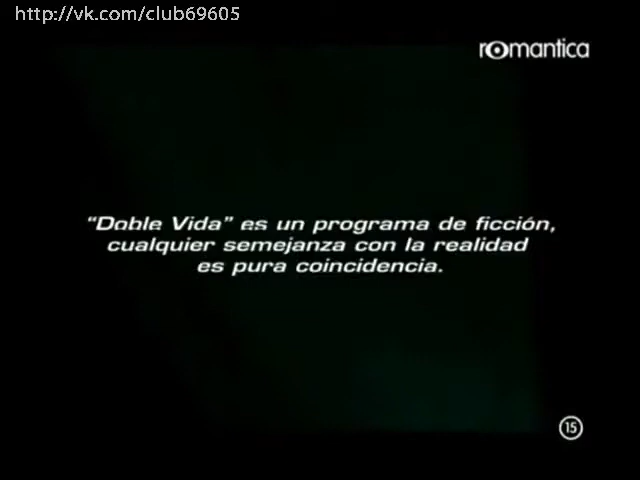 http://vk.com/club69605
romantica
“Doble Vida” es un programa de ficción,
cualquier semejanza con la realidad
es pura coincidencia.
15